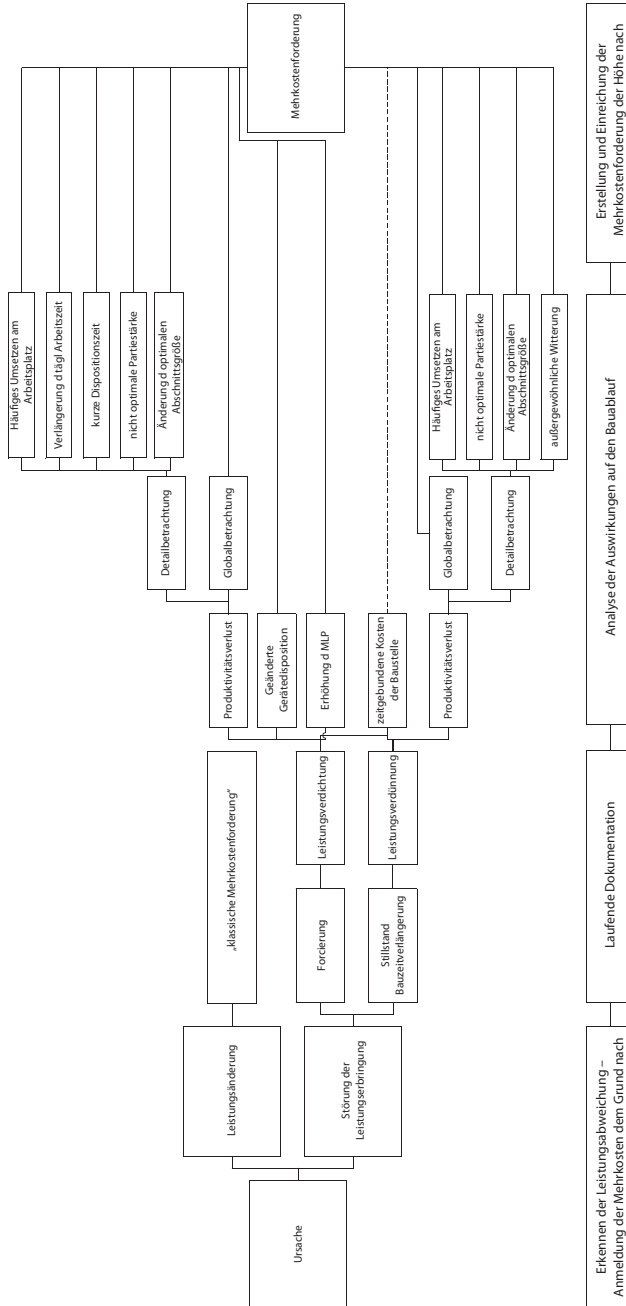 Ursache
Leistungsänderung
Störung der
Leistungserbringung
„klassische Mehrkostenforderung“
Forcierung
Stillstand
Bauzeitverlängerung
Leistungsverdichtung
Leistungsverdünnung
Produktivitätsverlust
Geänderte
Gerätedisposition
Erhöhung d MLP
zeitgebundene Kosten
der Baustelle
Produktivitätsverlust
Detailbetrachtung
Globalbetrachtung
Globalbetrachtung
Detailbetrachtung
Häufiges Umsetzen am
Arbeitsplatz
Verlängerung d tägl Arbeitszeit
kurze Dispositionszeit
nicht optimale Partiestärke
Änderung d optimalen
Abschnittsgröße
Häufiges Umsetzen am
Arbeitsplatz
nicht optimale Partiestärke
Änderung d optimalen
Abschnittsgröße
außergewöhnliche Witterung
Mehrkostenforderung
Erkennen der Leistungsabweichung –
Anmeldung der Mehrkosten dem Grund nach
Laufende Dokumentation
Analyse der Auswirkungen auf den Bauablauf
Erstellung und Einreichung der
Mehrkostenforderung der Höhe nach